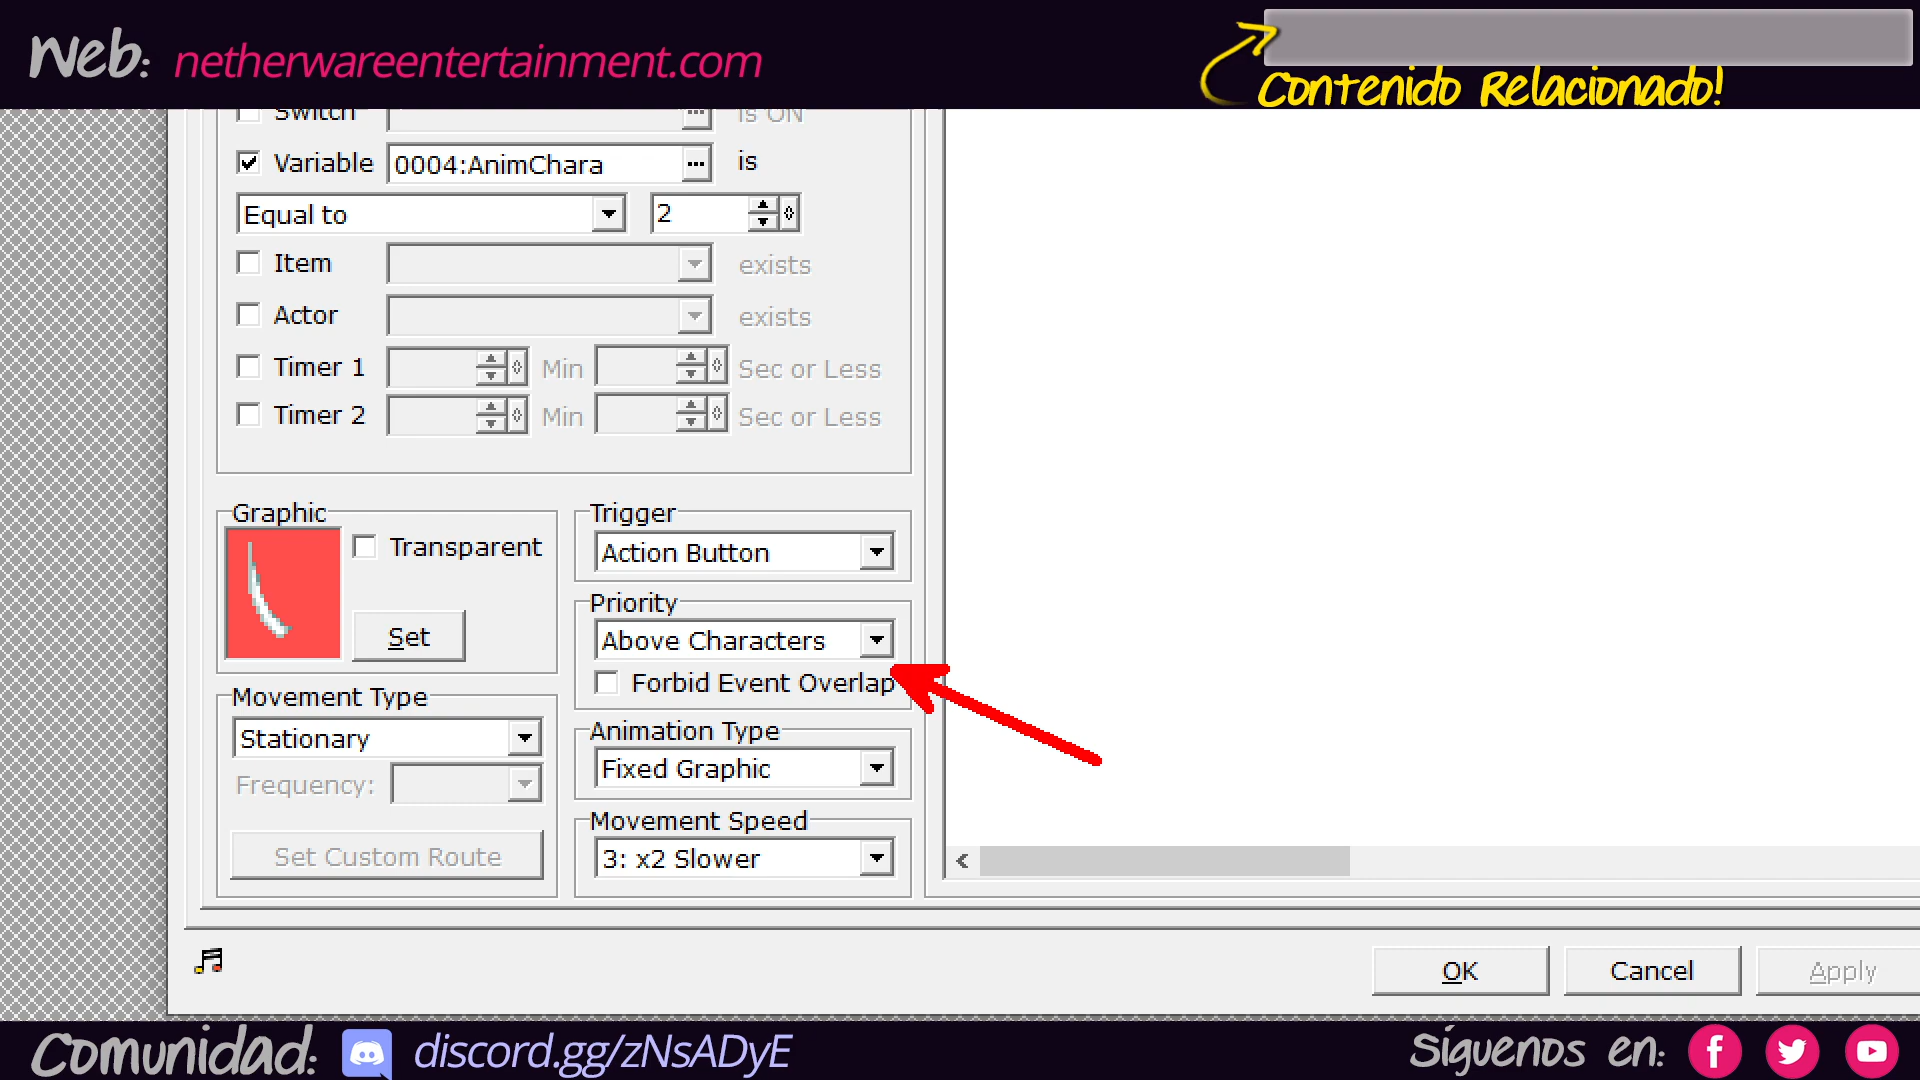 Web: netherwareentertainment.com
Contenido Relacionado!
Switch ... is ON
Variable 0004:AnimChara ... is
Equal to 2
Item exists
Actor exists
Timer 1 Min Sec or Less
Timer 2 Min Sec or Less
Graphic
Transparent
Set
Trigger
Action Button
Priority
Above Characters
Forbid Event Overlap
Movement Type
Stationary
Frequency:
Set Custom Route
Animation Type
Fixed Graphic
Movement Speed
3: x2 Slower
OK Cancel Apply
Comunidad: discord.gg/zNsADyE
Síguenos en: